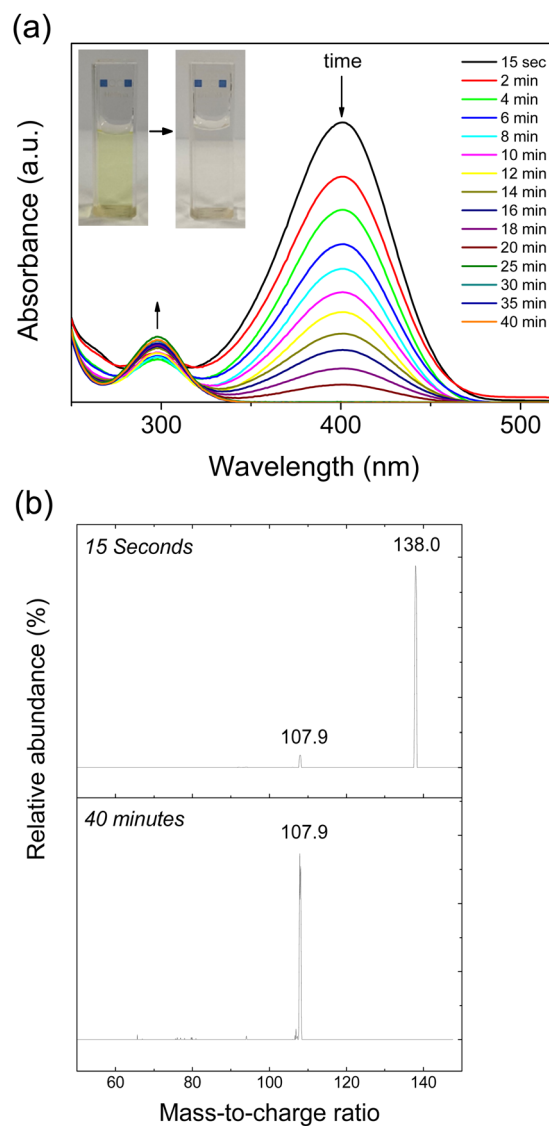 (a)
time
15 sec
2 min
4 min
6 min
8 min
10 min
12 min
14 min
16 min
18 min
20 min
25 min
30 min
35 min
40 min
Absorbance (a.u.)
300
400
500
Wavelength (nm)
(b)
15 Seconds
138.0
107.9
40 minutes
107.9
Relative abundance (%)
60
80
100
120
140
Mass-to-charge ratio